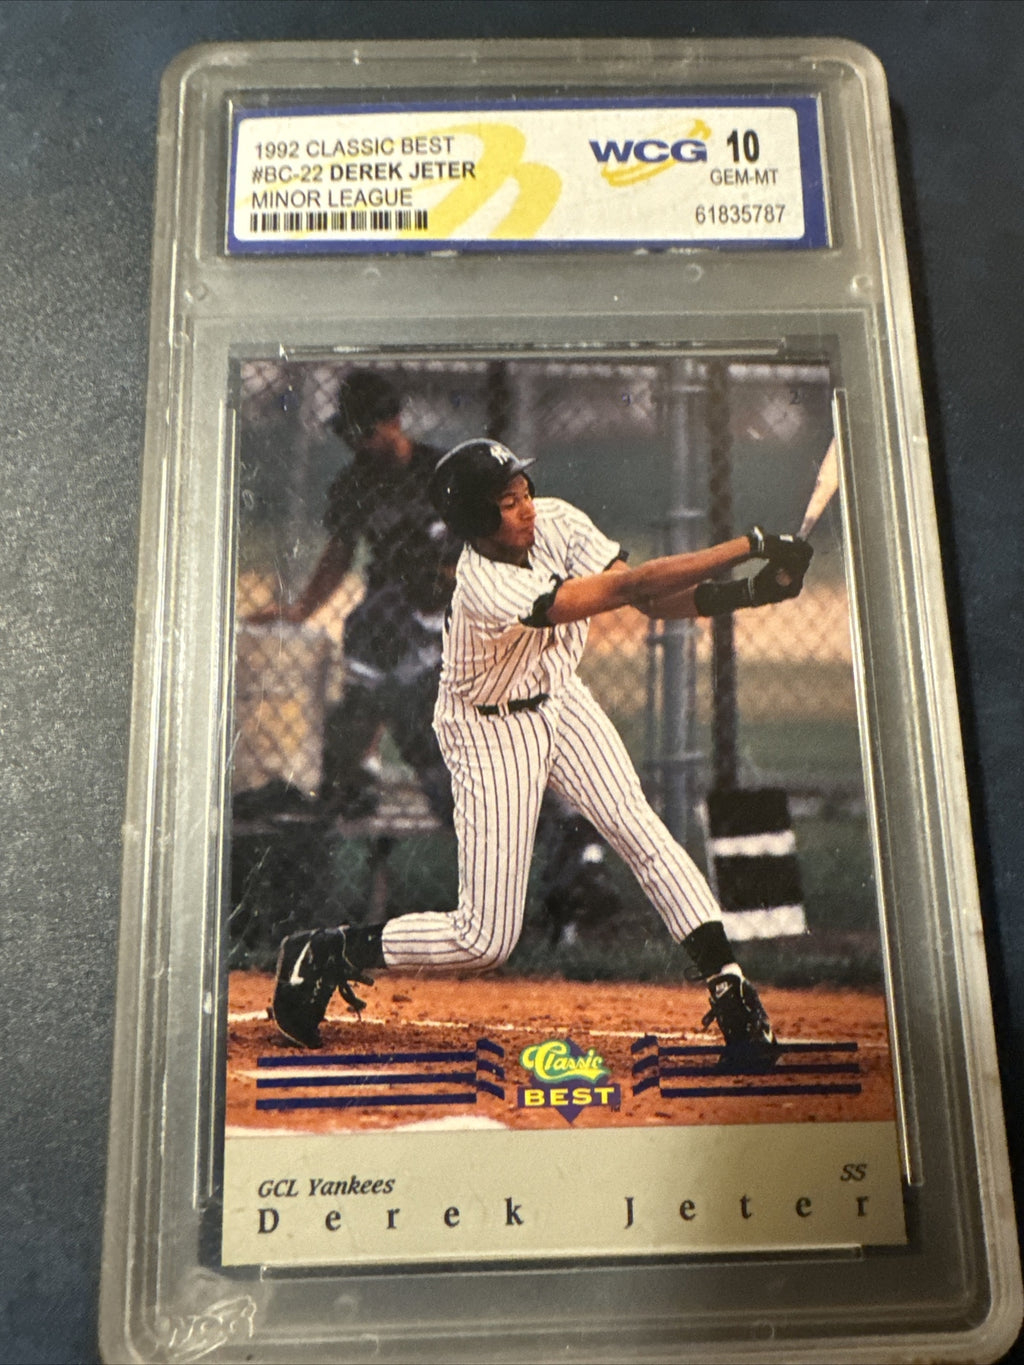 1992 CLASSIC BEST
#BC-22 DEREK JETER
MINOR LEAGUE
WCG 10
GEM-MT
61835787
NY
Classic
BEST
GCL Yankees
SS
Derek Jeter